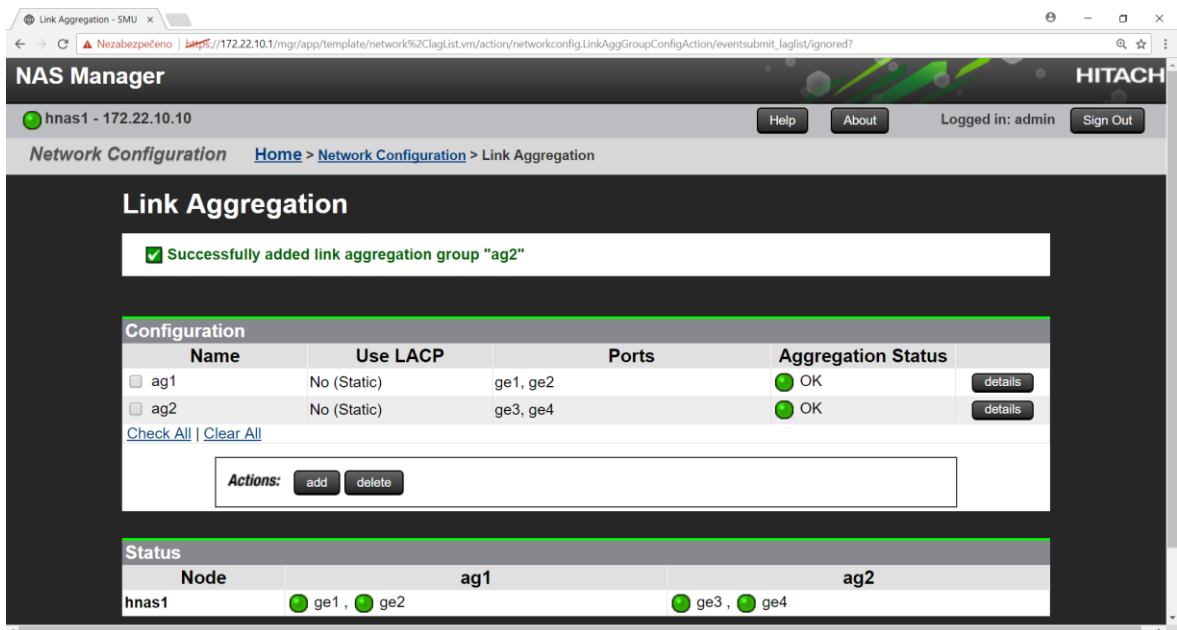 Link Aggregation - SMU
Nezabezpečeno | https://172.22.10.1/mgr/app/template/network%2ClagList.vm/action/networkconfig.LinkAggGroupConfigAction/eventsubmit_laglist/ignored?
NAS Manager HITACH
hnas1 - 172.22.10.10 Help About Logged in: admin Sign Out
Network Configuration Home > Network Configuration > Link Aggregation
Link Aggregation
Successfully added link aggregation group "ag2"
Configuration
Name Use LACP Ports Aggregation Status
ag1 No (Static) ge1, ge2 OK details
ag2 No (Static) ge3, ge4 OK details
Check All | Clear All
Actions: add delete
Status
Node ag1 ag2
hnas1 ge1 , ge2 ge3 , ge4